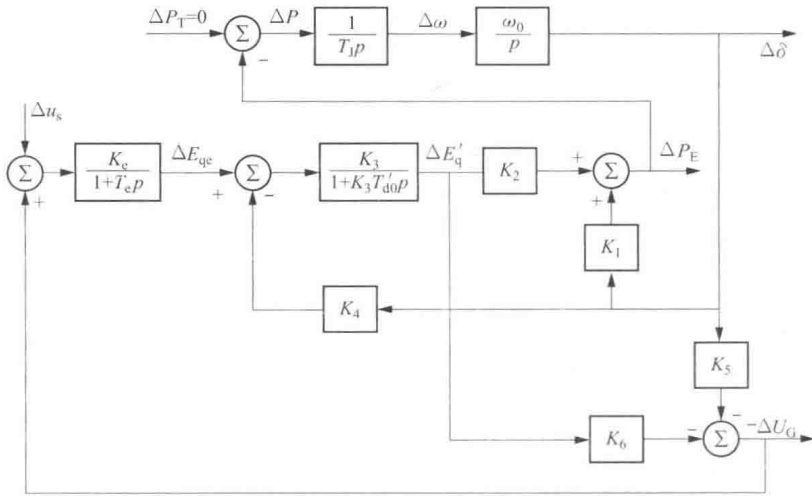 ΔP_T=0
Σ
ΔP
−
1/(T_J p)
Δω
ω_0/p
Δδ
Δu_s
Σ
+
K_e/(1+T_e p)
ΔE_qe
+
Σ
−
K_3/(1+K_3T'_d0 p)
ΔE'_q
K_2
+
Σ
+
ΔP_E
K_1
K_4
K_5
K_6
−
−
Σ
−ΔU_G